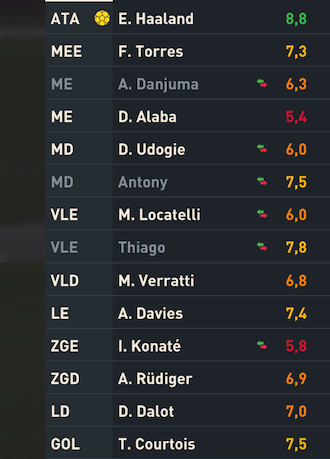 ATA E. Haaland 8,8
MEE F. Torres 7,3
ME A. Danjuma 6,3
ME D. Alaba 5,4
MD D. Udogie 6,0
MD Antony 7,5
VLE M. Locatelli 6,0
VLE Thiago 7,8
VLD M. Verratti 6,8
LE A. Davies 7,4
ZGE I. Konaté 5,8
ZGD A. Rüdiger 6,9
LD D. Dalot 7,0
GOL T. Courtois 7,5